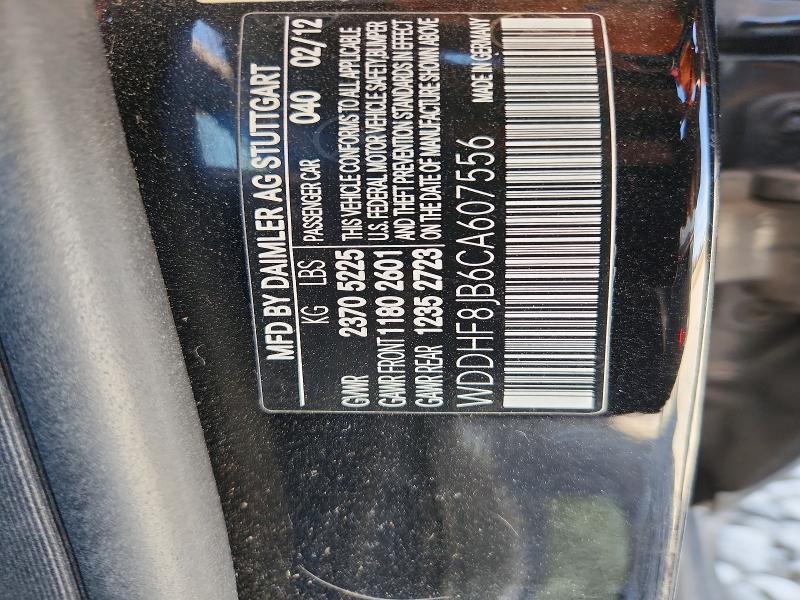 MFD BY DAIMLER AG STUTTGART
KG LBS PASSENGER CAR 040 02/12
GVWR 2370 5225 THIS VEHICLE CONFORMS TO ALL APPLICABLE
GAWR FRONT 1180 2601 U.S. FEDERAL MOTOR VEHICLE SAFETY, BUMPER
GAWR REAR 1235 2723 AND THEFT PREVENTION STANDARDS IN EFFECT
ON THE DATE OF MANUFACTURE SHOWN ABOVE
WDDHF8JB6CA607556 MADE IN GERMANY